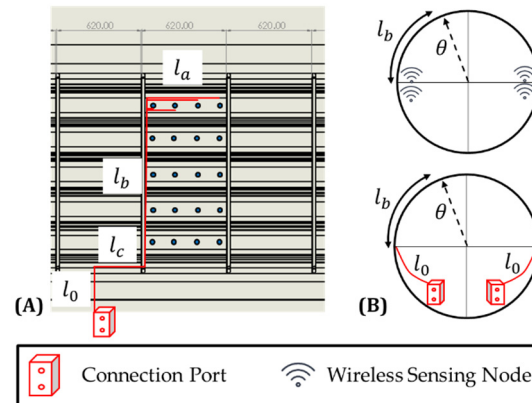 620.00 620.00 620.00
l_a
l_b
l_c
l_0
(A)
l_b
θ
l_b
θ
l_0 l_0
(B)
Connection Port
Wireless Sensing Node